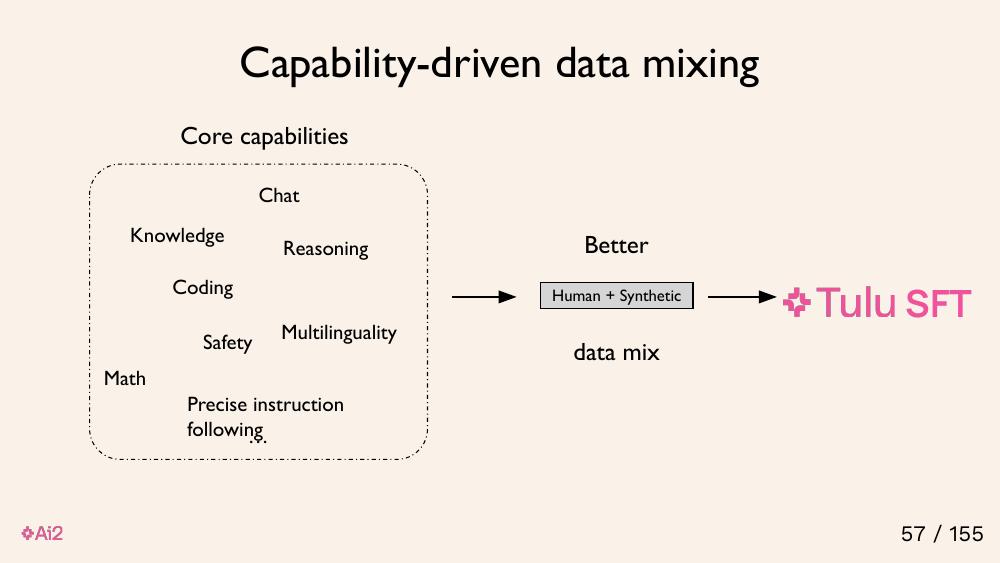 Capability-driven data mixing
Core capabilities
Chat
Knowledge
Reasoning
Coding
Multilinguality
Safety
Math
Precise instruction
following
...
Better
Human + Synthetic
data mix
Tulu SFT
Ai2
57 / 155